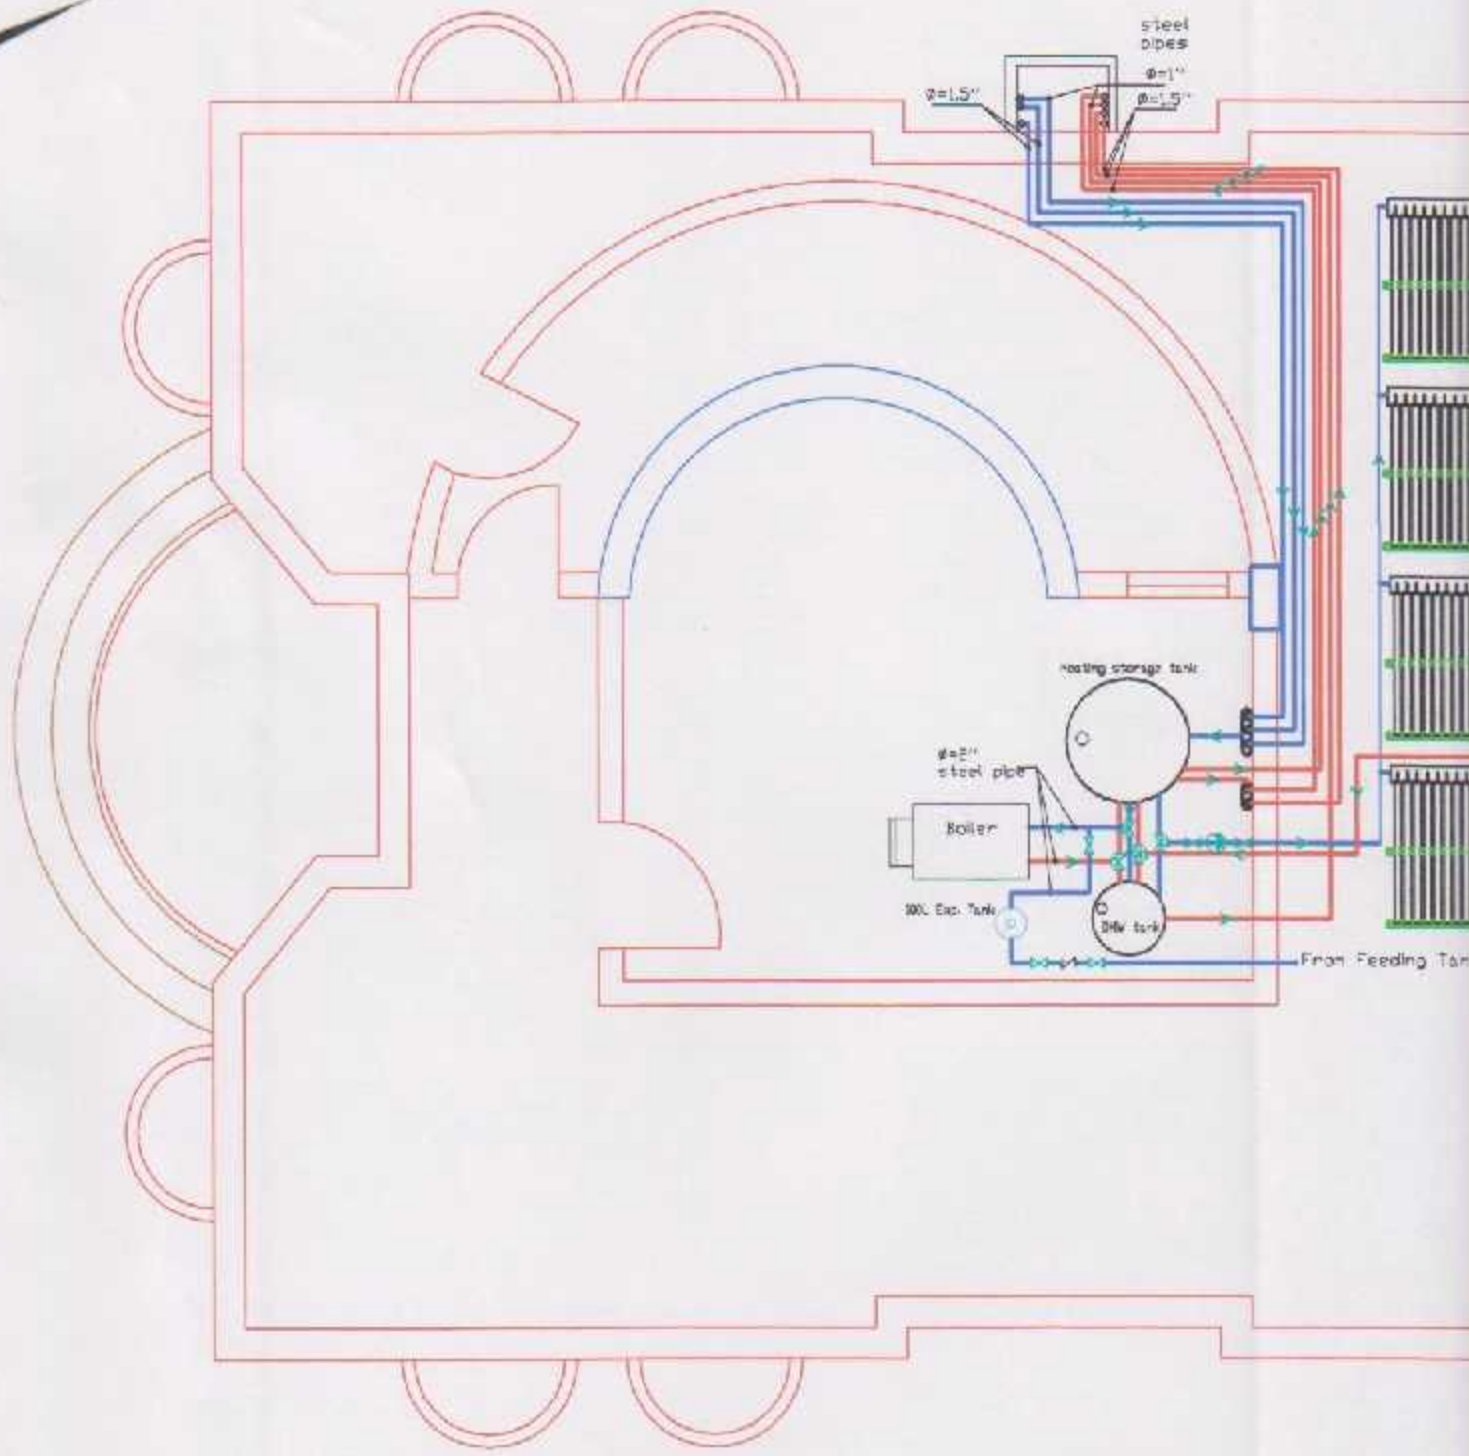 steel
pipes
Ø=1"
Ø=1.5"
Ø=1.5"
Heating storage tank
Ø=2"
steel pipe
Boiler
500L Exp. Tank
DHW tank
From Feeding Tan